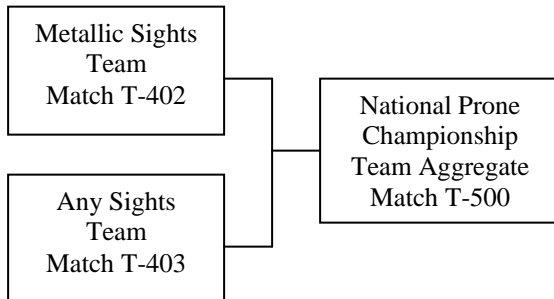 Metallic Sights
Team
Match T-402
Any Sights
Team
Match T-403
National Prone
Championship
Team Aggregate
Match T-500